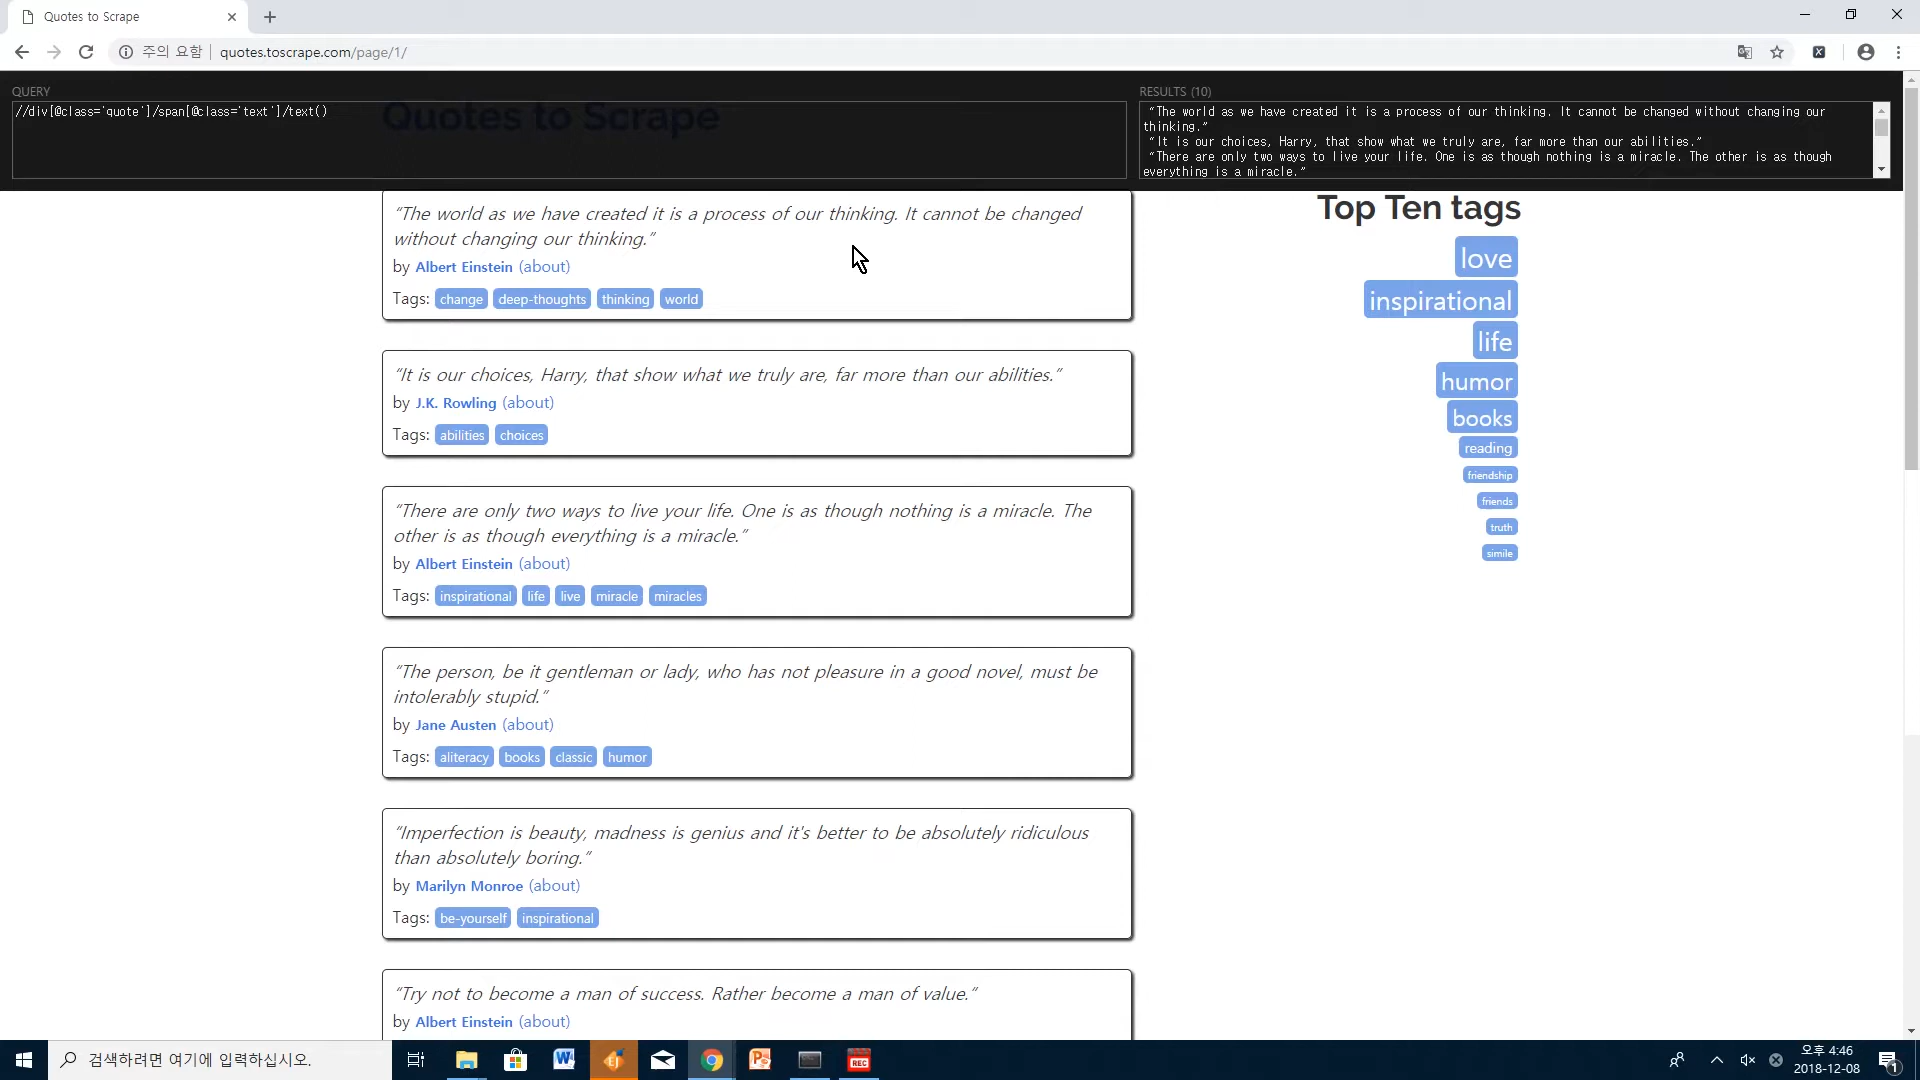 Quotes to Scrape
주의 요함 | quotes.toscrape.com/page/1/
QUERY
//div[@class='quote']/span[@class='text']/text()
RESULTS (10)
“The world as we have created it is a process of our thinking. It cannot be changed without changing our
thinking.”
“It is our choices, Harry, that show what we truly are, far more than our abilities.”
“There are only two ways to live your life. One is as though nothing is a miracle. The other is as though
everything is a miracle.”
Quotes to Scrape
“The world as we have created it is a process of our thinking. It cannot be changed
without changing our thinking.”
by Albert Einstein (about)
Tags: change deep-thoughts thinking world
“It is our choices, Harry, that show what we truly are, far more than our abilities.”
by J.K. Rowling (about)
Tags: abilities choices
“There are only two ways to live your life. One is as though nothing is a miracle. The
other is as though everything is a miracle.”
by Albert Einstein (about)
Tags: inspirational life live miracle miracles
“The person, be it gentleman or lady, who has not pleasure in a good novel, must be
intolerably stupid.”
by Jane Austen (about)
Tags: aliteracy books classic humor
“Imperfection is beauty, madness is genius and it's better to be absolutely ridiculous
than absolutely boring.”
by Marilyn Monroe (about)
Tags: be-yourself inspirational
“Try not to become a man of success. Rather become a man of value.”
by Albert Einstein (about)
Top Ten tags
love
inspirational
life
humor
books
reading
friendship
friends
truth
simile
검색하려면 여기에 입력하십시오.
REC
오후 4:46
2018-12-08
1